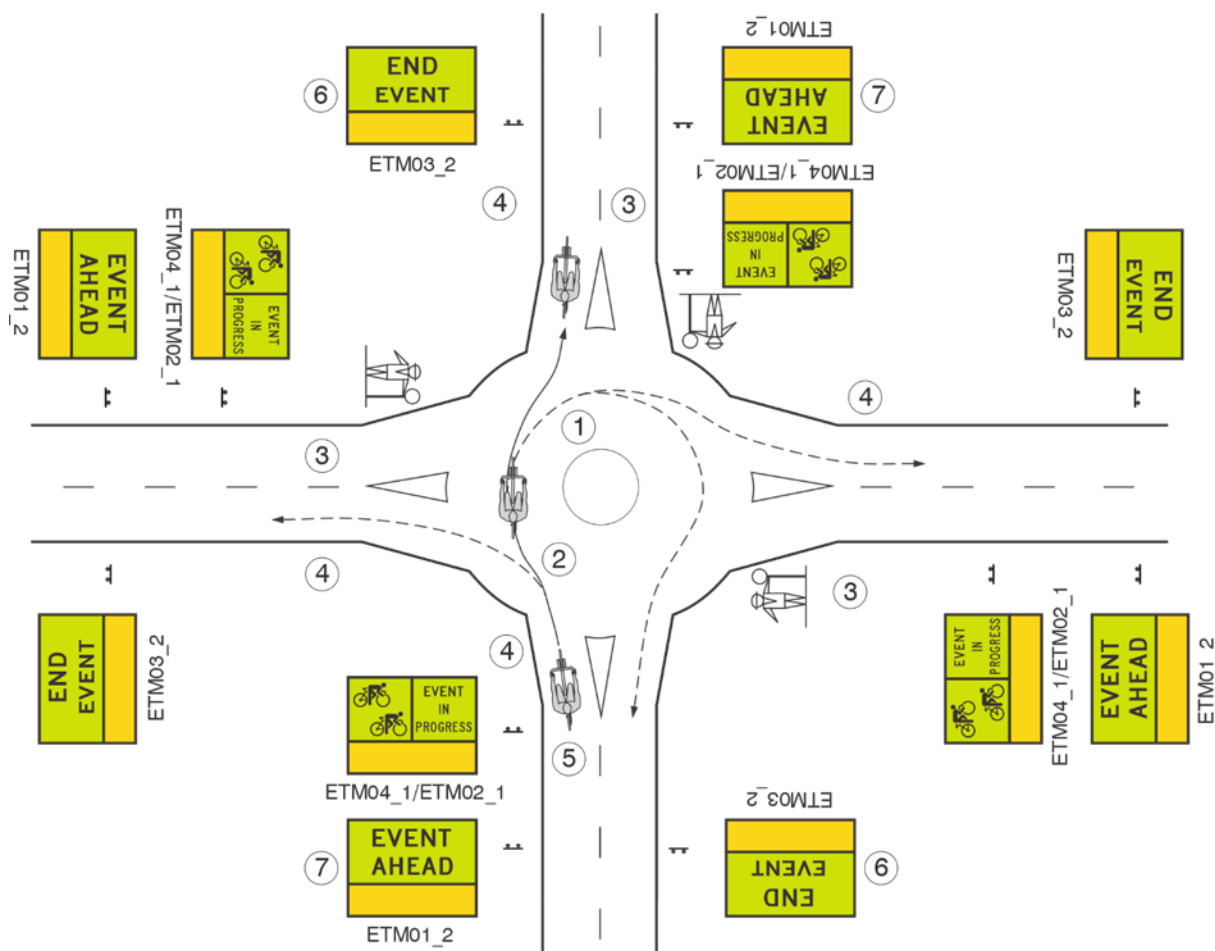 ETM01_2
END
EVENT
6
EVENT
AHEAD
7
ETM03_2
ETM04_1/ETM02_1
4
3
EVENT
IN
PROGRESS
EVENT
AHEAD
ETM01_2
EVENT
IN
PROGRESS
ETM04_1/ETM02_1
END
EVENT
ETM03_2
4
1
3
2
4
3
4
END
EVENT
ETM03_2
EVENT
IN
PROGRESS
ETM04_1/ETM02_1
EVENT
AHEAD
ETM01_2
EVENT
IN
PROGRESS
5
ETM04_1/ETM02_1
ETM03_2
EVENT
AHEAD
7
END
EVENT
6
ETM01_2